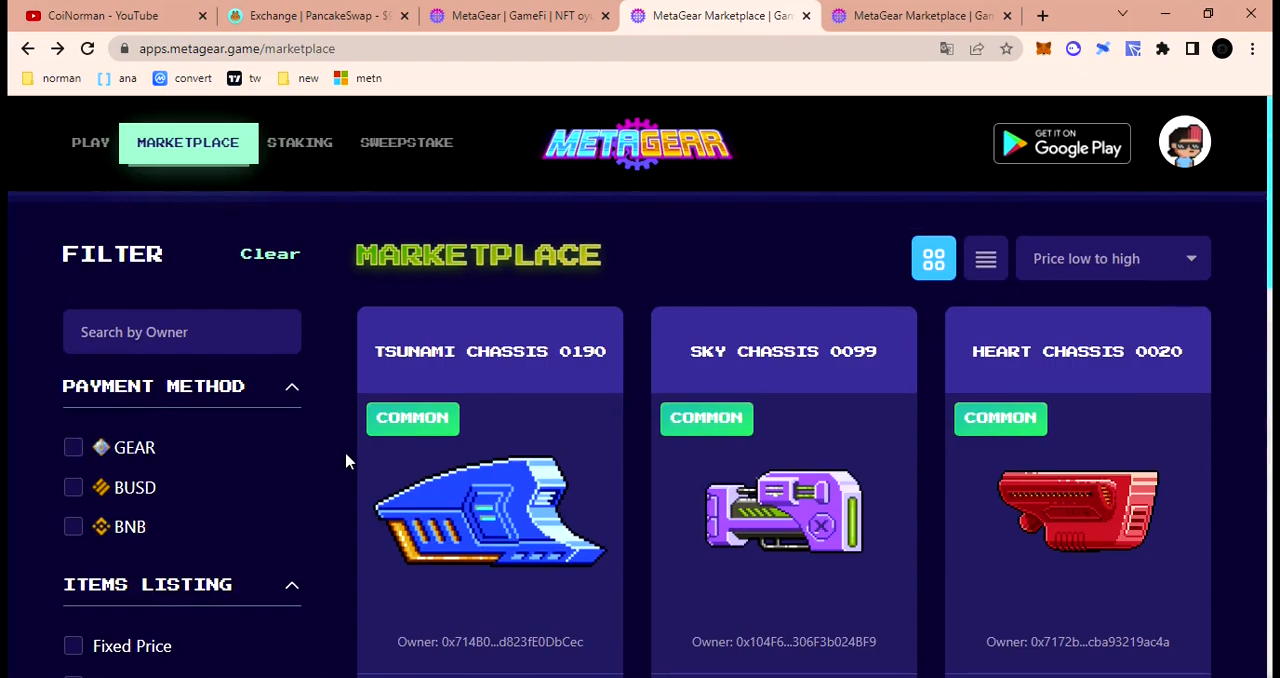 CoiNorman - YouTube
Exchange | PancakeSwap - $
MetaGear | GameFi | NFT oyu
MetaGear Marketplace | Gam
MetaGear Marketplace | Gam
apps.metagear.game/marketplace
norman
ana
convert
tw
new
metn
PLAY
MARKETPLACE
STAKING
SWEEPSTAKE
METAGEAR
GET IT ON
Google Play
FILTER
Clear
MARKETPLACE
Price low to high
Search by Owner
TSUNAMI CHASSIS 0190
SKY CHASSIS 0099
HEART CHASSIS 0020
PAYMENT METHOD
COMMON
COMMON
COMMON
GEAR
BUSD
BNB
ITEMS LISTING
Fixed Price
Owner: 0x714B0...d823fE0DbCec
Owner: 0x104F6...306F3b024BF9
Owner: 0x7172b...cba93219ac4a